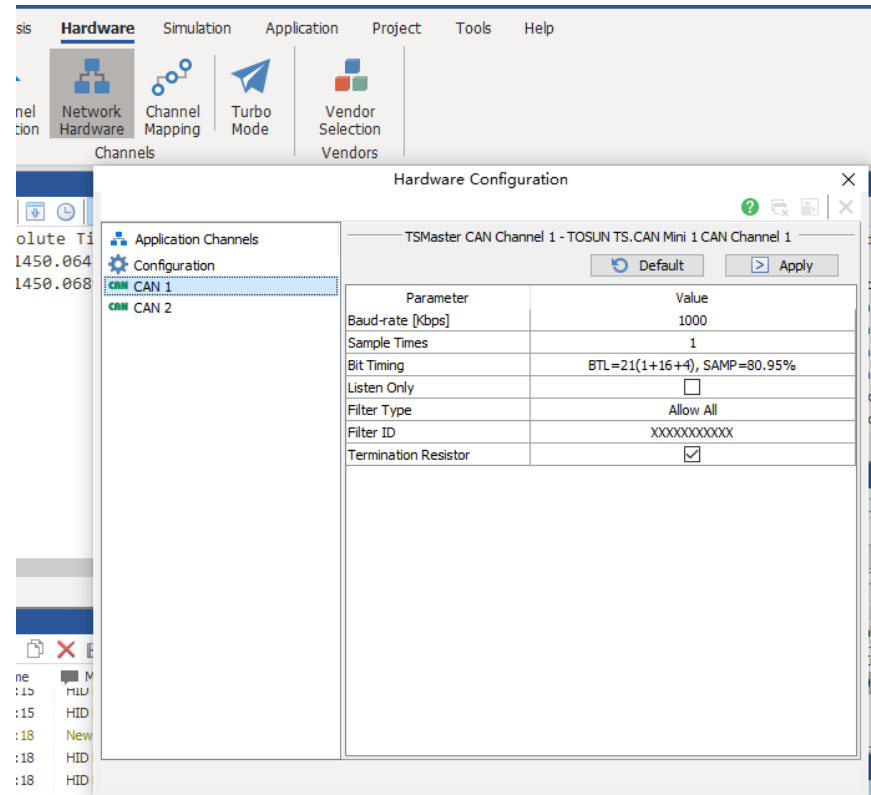 sis Hardware Simulation Application Project Tools Help
nel Network Channel Turbo Vendor
tion Hardware Mapping Mode Selection
Channels Vendors
Hardware Configuration
olute Ti
1450.064
1450.068
Application Channels
Configuration
CAN CAN 1
CAN CAN 2
TSMaster CAN Channel 1 - TOSUN TS.CAN Mini 1 CAN Channel 1
Default Apply
Parameter Value
Baud-rate [Kbps] 1000
Sample Times 1
Bit Timing BTL=21(1+16+4), SAMP=80.95%
Listen Only
Filter Type Allow All
Filter ID XXXXXXXXXXX
Termination Resistor
me M
:15 HID
:15 HID
:18 New
:18 HID
:18 HID